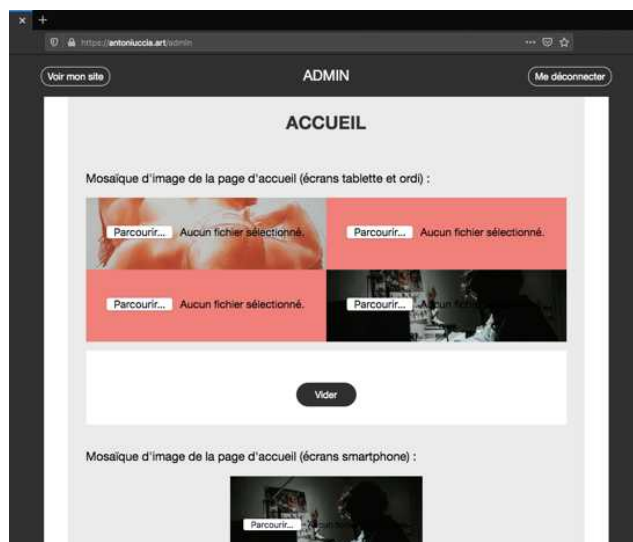 https://antoniuccia.art/admin
Voir mon site
ADMIN
Me déconnecter
ACCUEIL
Mosaïque d'image de la page d'accueil (écrans tablette et ordi) :
Parcourir... Aucun fichier sélectionné.
Parcourir... Aucun fichier sélectionné.
Parcourir... Aucun fichier sélectionné.
Parcourir... Aucun
Vider
Mosaïque d'image de la page d'accueil (écrans smartphone) :
Parcourir...